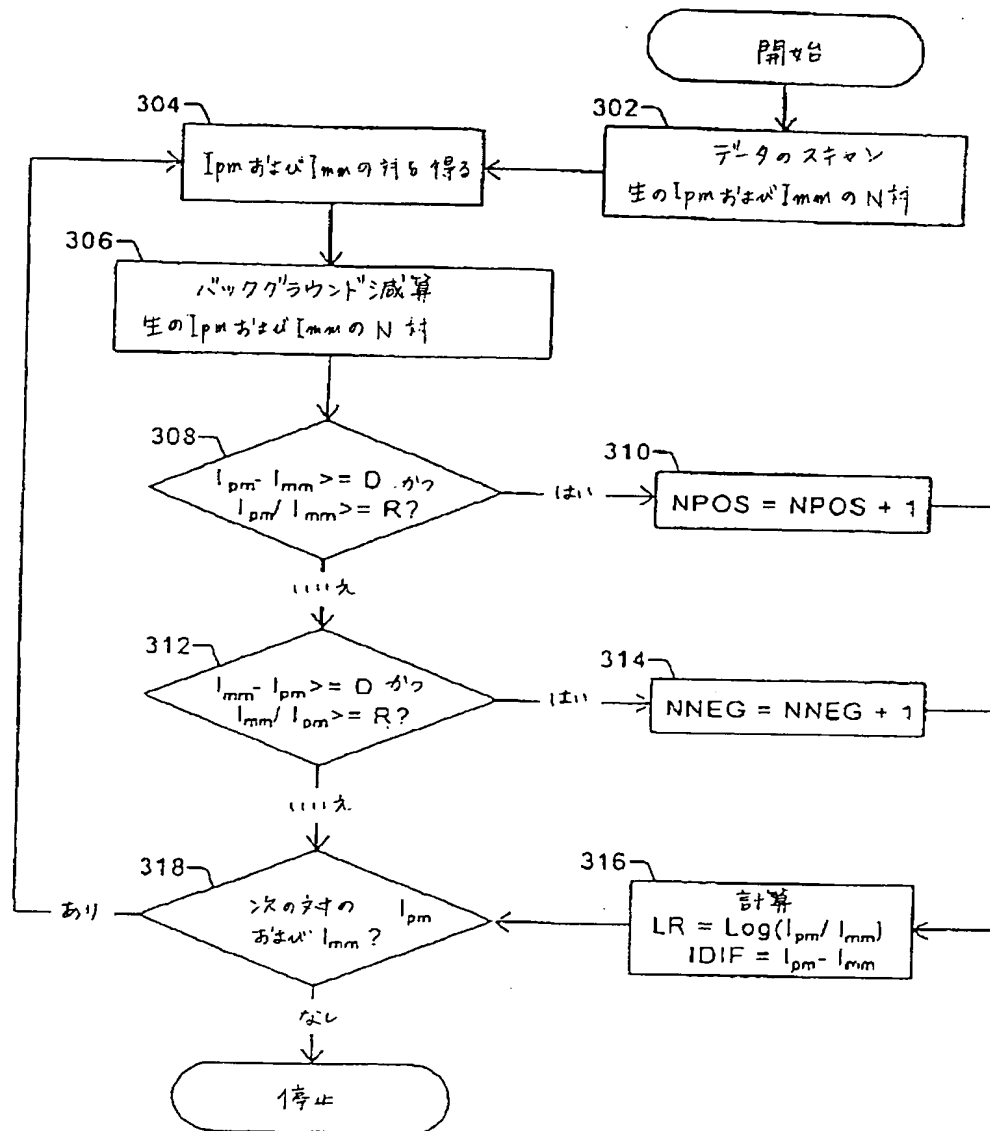 開始
302
データのスキャン
生のIpmおよびImmのN対
304
IpmおよびImmの対を得る
306
バックグラウンド減算
生のIpmおよびImmのN対
308
Ipm- Imm>= D かつ
Ipm/ Imm>= R?
はい
310
NPOS = NPOS + 1
いいえ
312
Imm- Ipm>= D かつ
Imm/ Ipm>= R?
はい
314
NNEG = NNEG + 1
いいえ
316
計算
LR = Log(Ipm/ Imm)
IDIF = Ipm- Imm
318
次の対の Ipm
および Imm?
あり
なし
停止